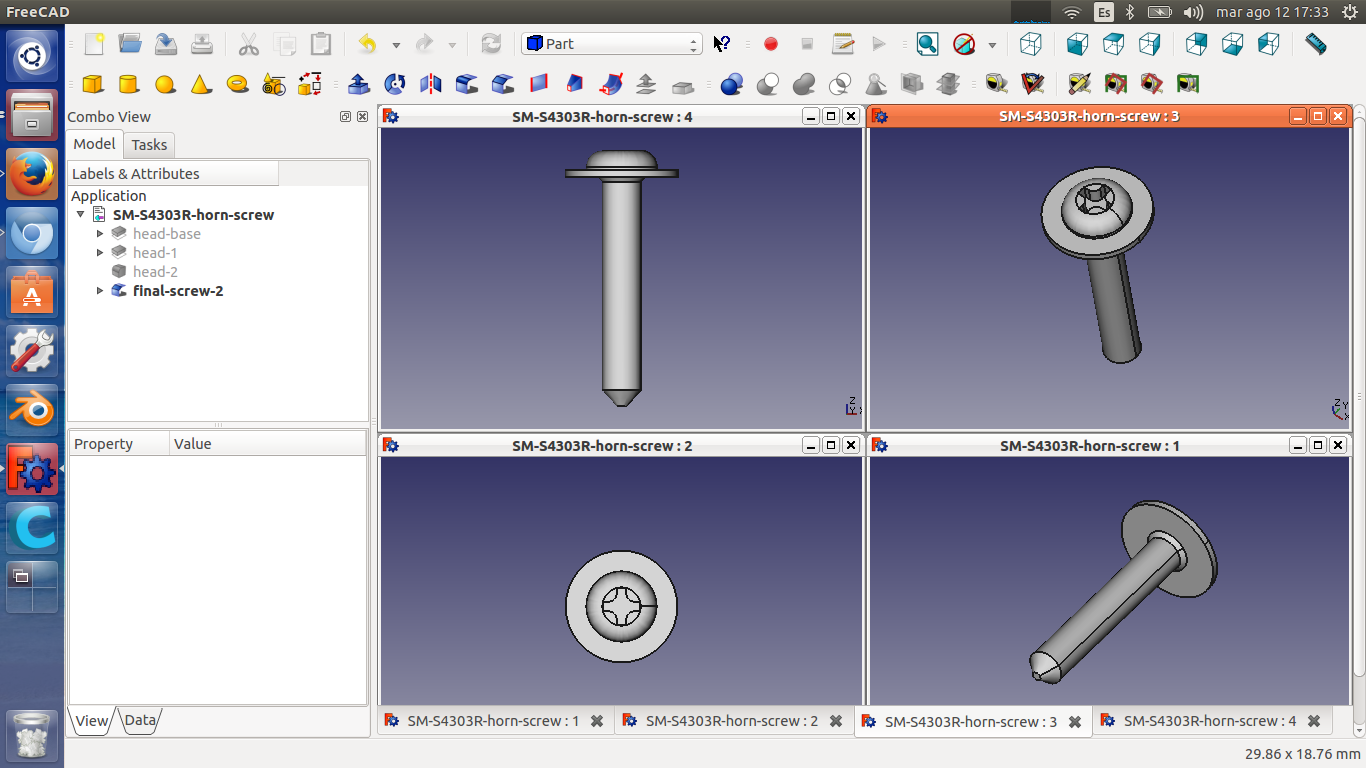 FreeCAD
Es
mar ago 12 17:33
Part
Combo View
Model
Tasks
Labels & Attributes
Application
SM-S4303R-horn-screw
head-base
head-1
head-2
final-screw-2
Property
Value
View
Data
SM-S4303R-horn-screw : 4
Z
Y
X
SM-S4303R-horn-screw : 3
Z
Y
X
SM-S4303R-horn-screw : 2
SM-S4303R-horn-screw : 1
SM-S4303R-horn-screw : 1
SM-S4303R-horn-screw : 2
SM-S4303R-horn-screw : 3
SM-S4303R-horn-screw : 4
29.86 x 18.76 mm